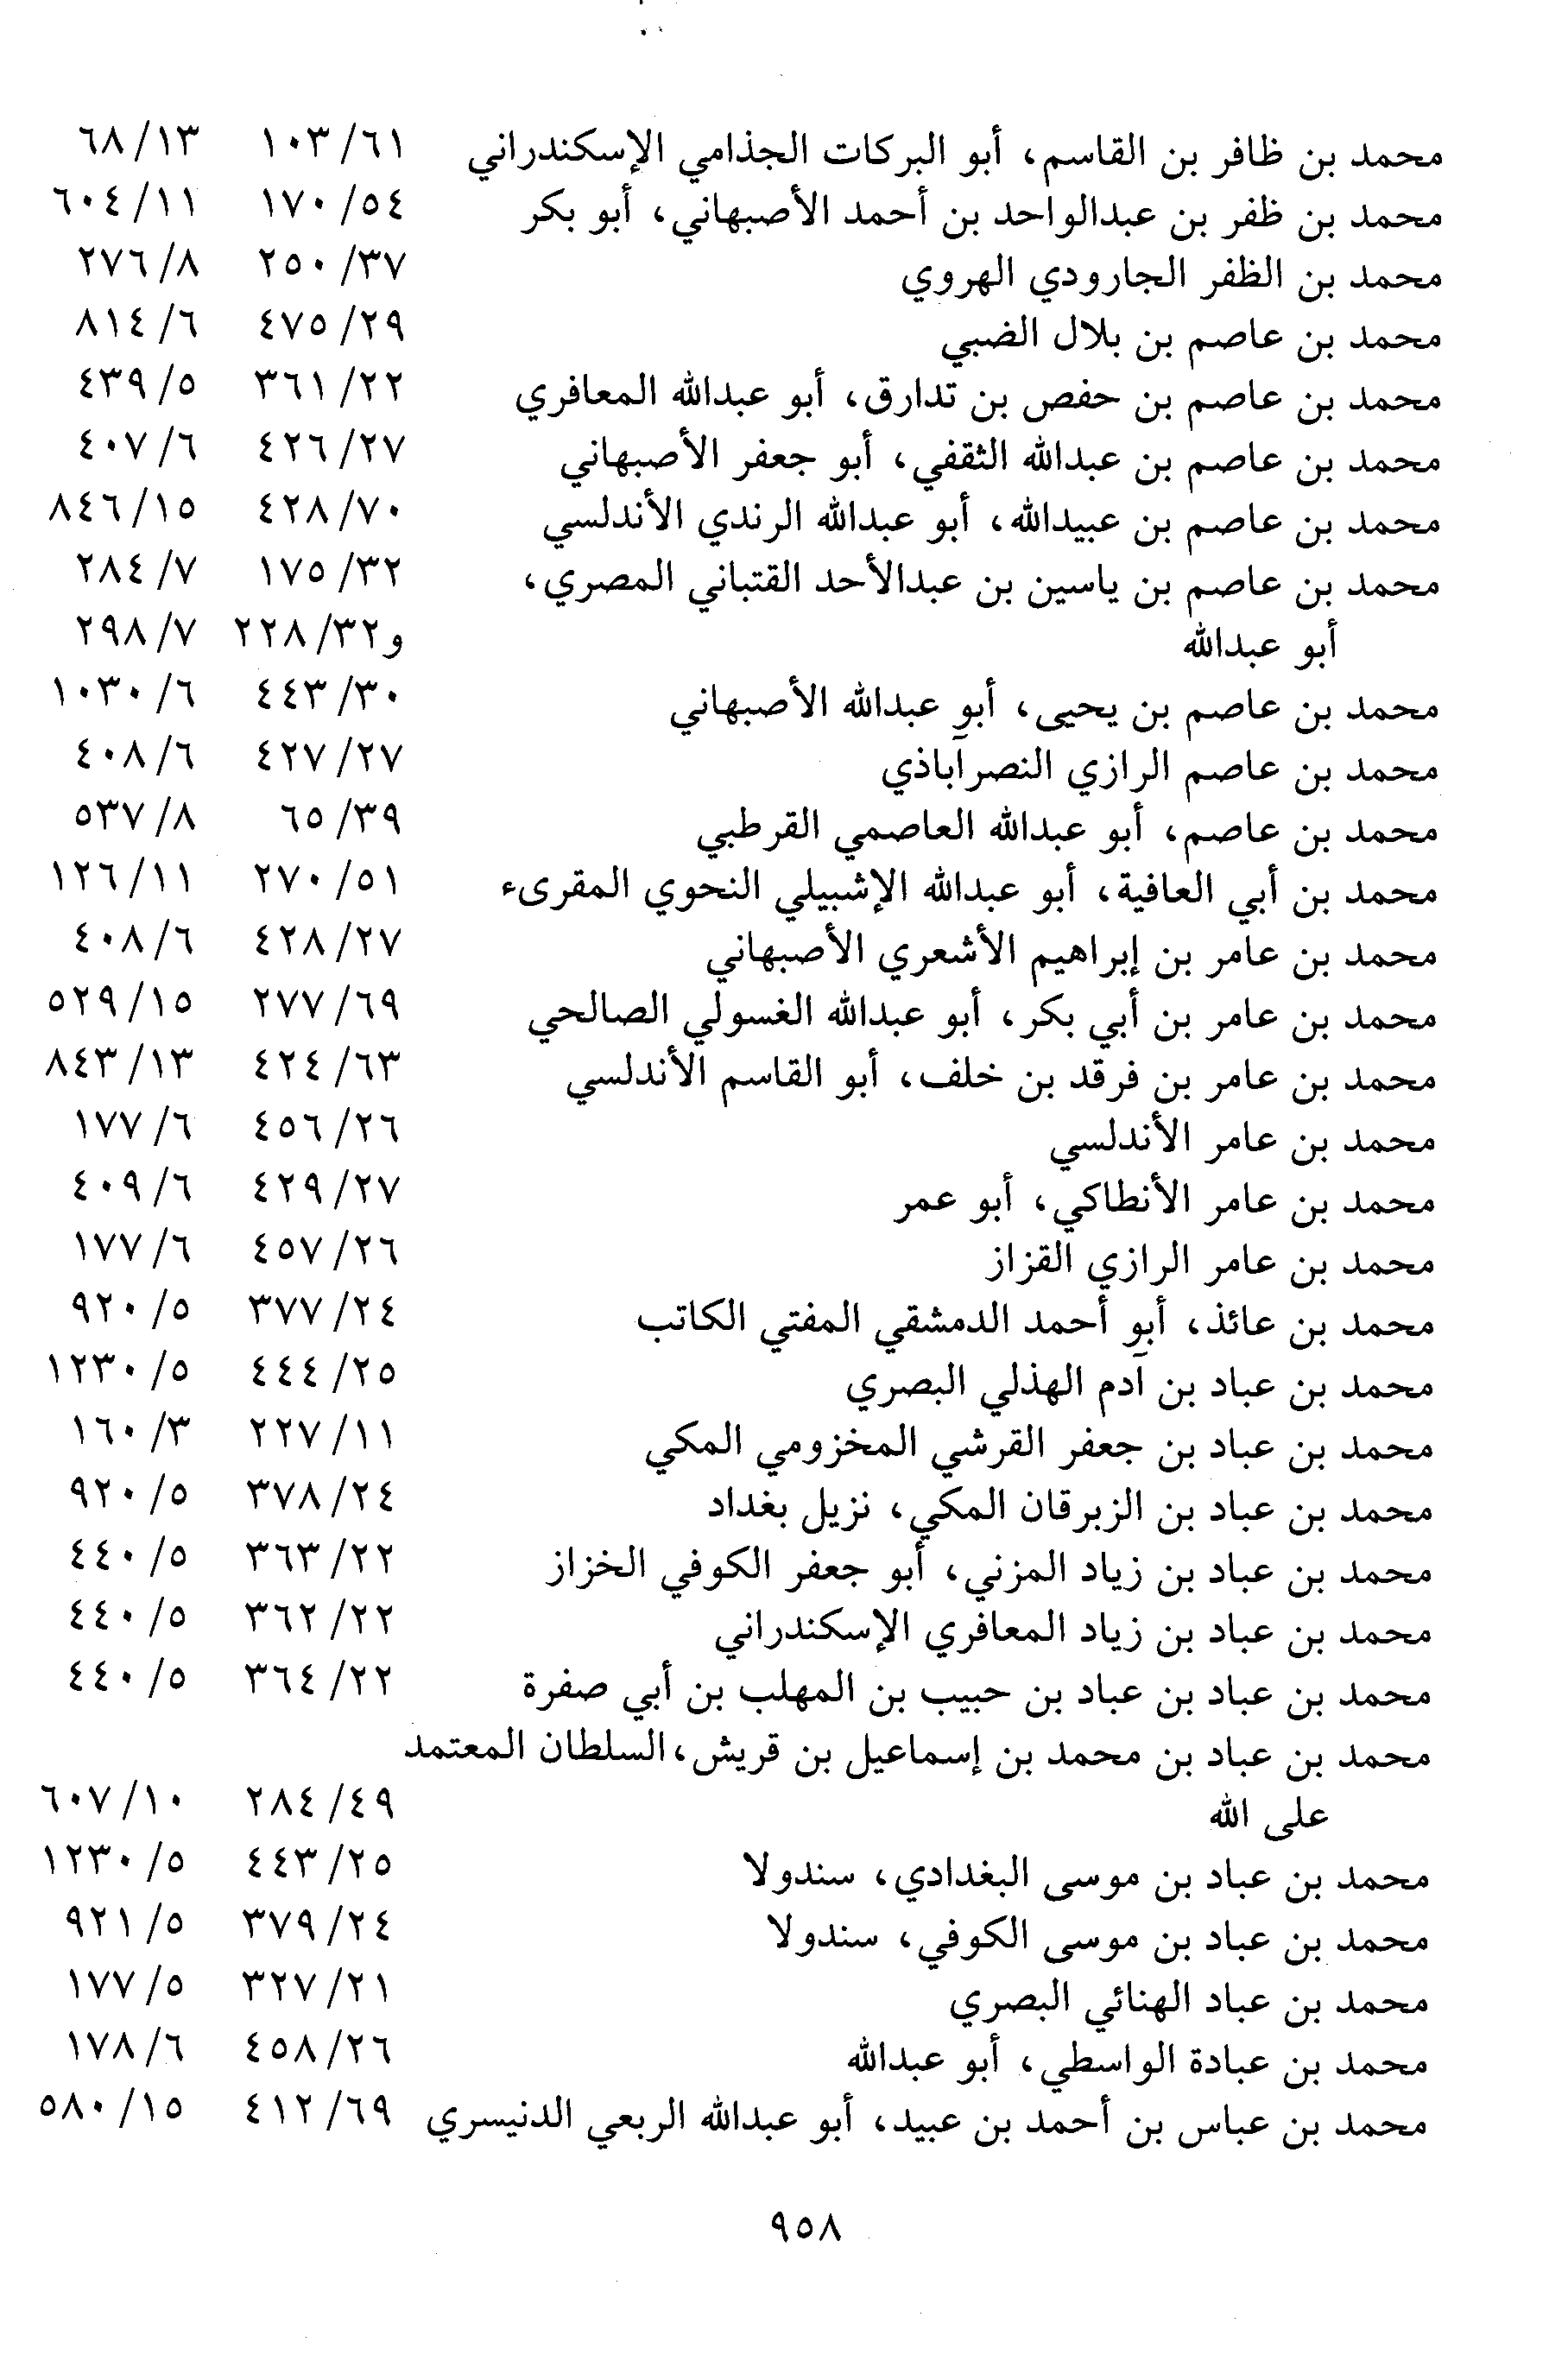 محمد بن ظافر بن القاسم، أبو البركات الجذامي الإسكندراني ٦١/ ١٠٣ ١٣/ ٦٨
محمد بن ظفر بن عبدالواحد بن أحمد الأصبهاني، أبو بكر ٥٤/ ١٧٠ ١١/ ٦٠٤
محمد بن الظفر الجارودي الهروي ٣٧/ ٢٥٠ ٨/ ٢٧٦
محمد بن عاصم بن بلال الضبي ٢٩/ ٤٧٥ ٦/ ٨١٤
محمد بن عاصم بن حفص بن تدارق، أبو عبدالله المعافري ٢٢/ ٣٦١ ٥/ ٤٣٩
محمد بن عاصم بن عبدالله الثقفي، أبو جعفر الأصبهاني ٢٧/ ٤٢٦ ٦/ ٤٠٧
محمد بن عاصم بن عبيدالله، أبو عبدالله الرندي الأندلسي ٧٠/ ٤٢٨ ١٥/ ٨٤٦
محمد بن عاصم بن ياسين بن عبدالأحد القتباني المصري، ٣٢/ ١٧٥ ٧/ ٢٨٤
أبو عبدالله و٣٢/ ٢٢٨ ٧/ ٢٩٨
محمد بن عاصم بن يحيى، أبو عبدالله الأصبهاني ٣٠/ ٤٤٣ ٦/ ١٠٣٠
محمد بن عاصم الرازي النصرآباذي ٢٧/ ٤٢٧ ٦/ ٤٠٨
محمد بن عاصم، أبو عبدالله العاصمي القرطبي ٣٩/ ٦٥ ٨/ ٥٣٧
محمد بن أبي العافية، أبو عبدالله الإشبيلي النحوي المقرىء ٥١/ ٢٧٠ ١١/ ١٢٦
محمد بن عامر بن إبراهيم الأشعري الأصبهاني ٢٧/ ٤٢٨ ٦/ ٤٠٨
محمد بن عامر بن أبي بكر، أبو عبدالله الغسولي الصالحي ٦٩/ ٢٧٧ ١٥/ ٥٢٩
محمد بن عامر بن فرقد بن خلف، أبو القاسم الأندلسي ٦٣/ ٤٢٤ ١٣/ ٨٤٣
محمد بن عامر الأندلسي ٢٦/ ٤٥٦ ٦/ ١٧٧
محمد بن عامر الأنطاكي، أبو عمر ٢٧/ ٤٢٩ ٦/ ٤٠٩
محمد بن عامر الرازي القزاز ٢٦/ ٤٥٧ ٦/ ١٧٧
محمد بن عائذ، أبو أحمد الدمشقي المفتي الكاتب ٢٤/ ٣٧٧ ٥/ ٩٢٠
محمد بن عباد بن آدم الهذلي البصري ٢٥/ ٤٤٤ ٥/ ١٢٣٠
محمد بن عباد بن جعفر القرشي المخزومي المكي ١١/ ٢٢٧ ٣/ ١٦٠
محمد بن عباد بن الزبرقان المكي، نزيل بغداد ٢٤/ ٣٧٨ ٥/ ٩٢٠
محمد بن عباد بن زياد المزني، أبو جعفر الكوفي الخزاز ٢٢/ ٣٦٣ ٥/ ٤٤٠
محمد بن عباد بن زياد المعافري الإسكندراني ٢٢/ ٣٦٢ ٥/ ٤٤٠
محمد بن عباد بن عباد بن حبيب بن المهلب بن أبي صفرة ٢٢/ ٣٦٤ ٥/ ٤٤٠
محمد بن عباد بن محمد بن إسماعيل بن قريش، السلطان المعتمد
على الله ٤٩/ ٢٨٤ ١٠/ ٦٠٧
محمد بن عباد بن موسى البغدادي، سندولا ٢٥/ ٤٤٣ ٥/ ١٢٣٠
محمد بن عباد بن موسى الكوفي، سندولا ٢٤/ ٣٧٩ ٥/ ٩٢١
محمد بن عباد الهنائي البصري ٢١/ ٣٢٧ ٥/ ١٧٧
محمد بن عبادة الواسطي، أبو عبدالله ٢٦/ ٤٥٨ ٦/ ١٧٨
محمد بن عباس بن أحمد بن عبيد، أبو عبدالله الربعي الدنيسري ٦٩/ ٤١٢ ١٥/ ٥٨٠
٩٥٨